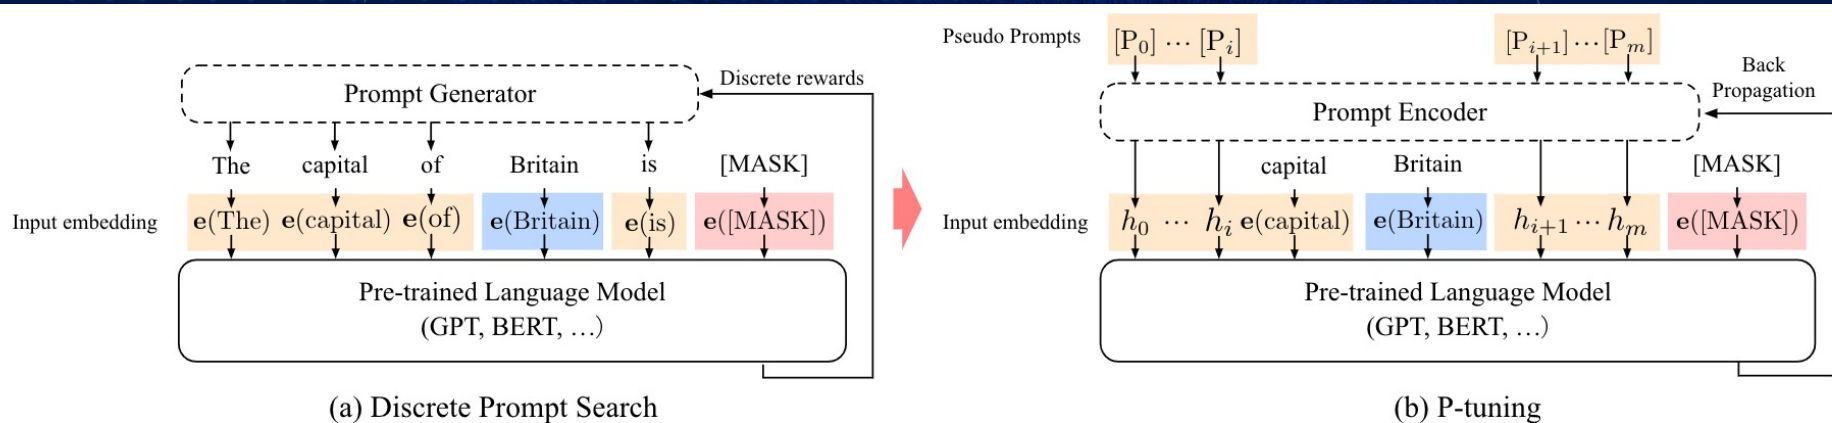 Prompt Generator
Discrete rewards
The capital of Britain is [MASK]
Input embedding e(The) e(capital) e(of) e(Britain) e(is) e([MASK])
Pre-trained Language Model
(GPT, BERT, …)
(a) Discrete Prompt Search
Pseudo Prompts [P₀] ⋯ [Pᵢ] [Pᵢ₊₁] ⋯ [Pₘ]
Prompt Encoder
Back
Propagation
capital Britain [MASK]
Input embedding h₀ ⋯ hᵢ e(capital) e(Britain) hᵢ₊₁ ⋯ hₘ e([MASK])
Pre-trained Language Model
(GPT, BERT, …)
(b) P-tuning